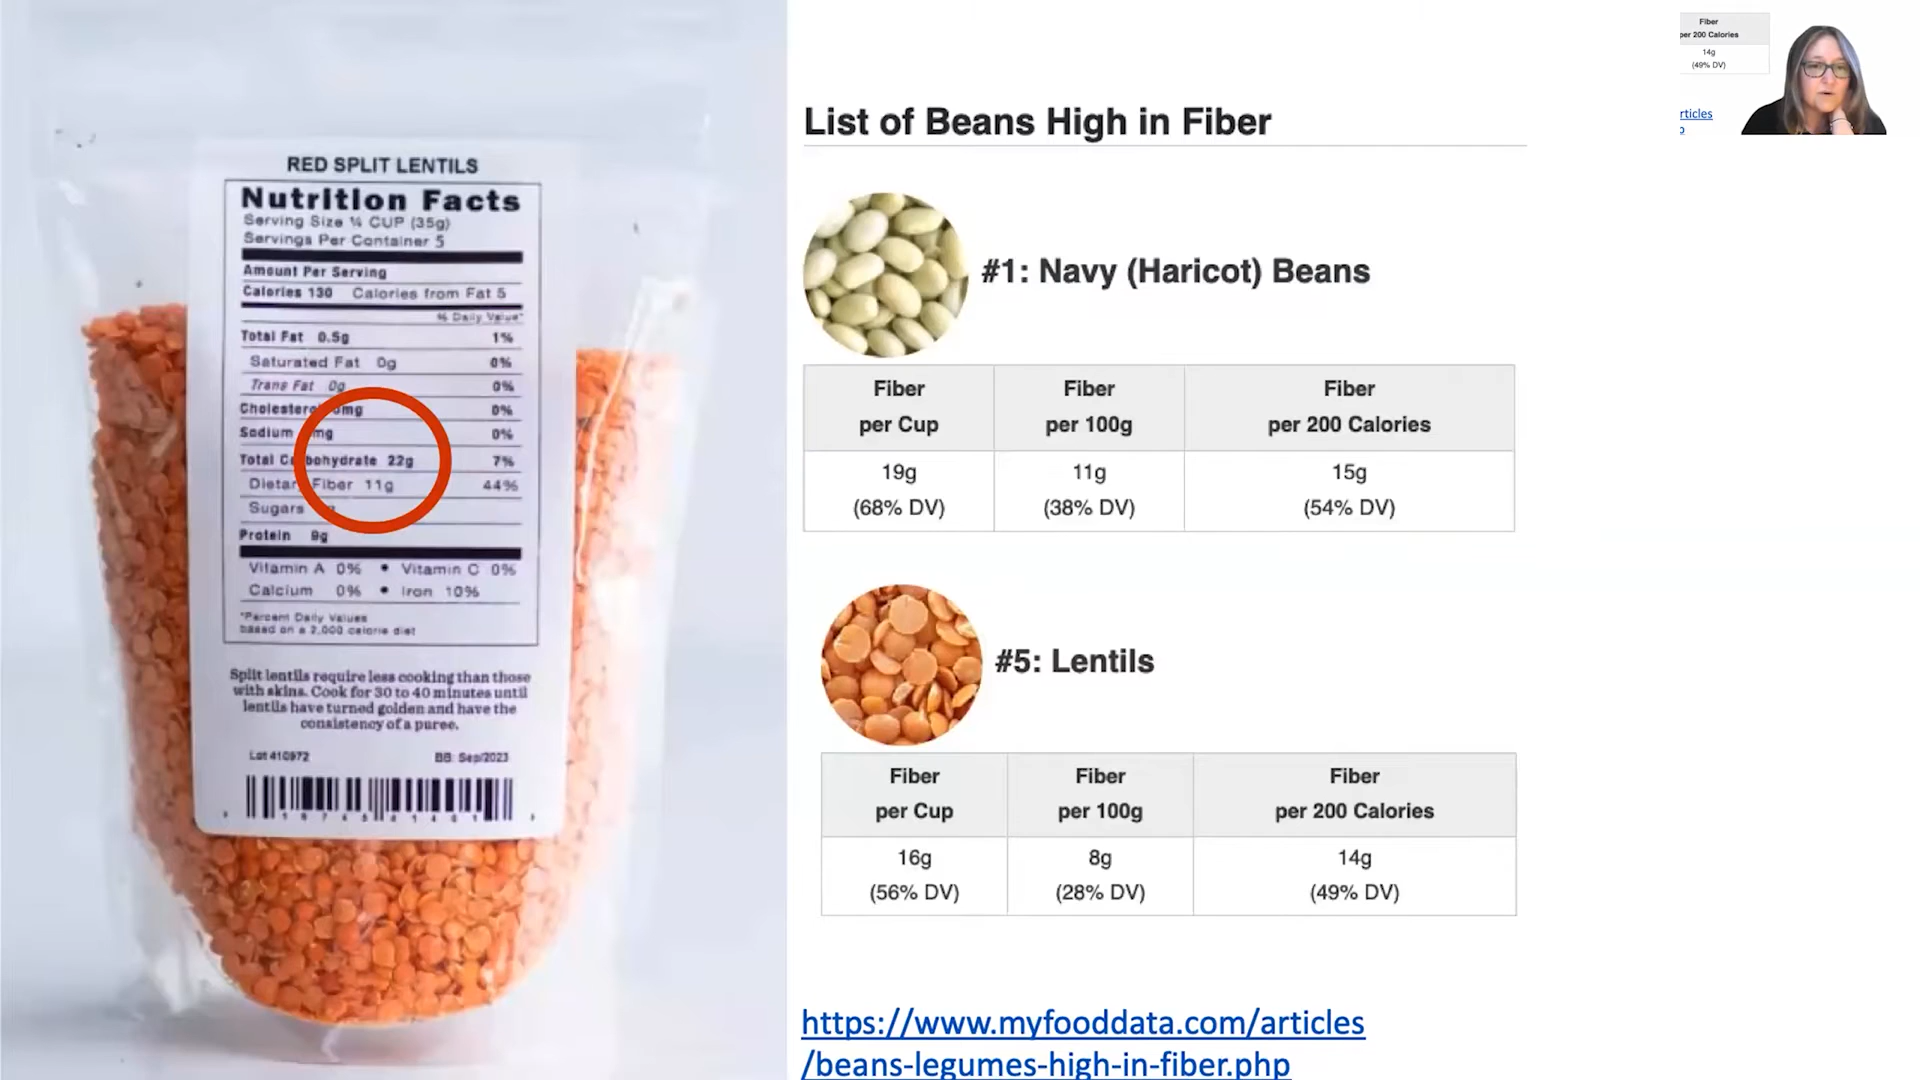 RED SPLIT LENTILS
Nutrition Facts
Serving Size ¼ CUP (35g)
Servings Per Container 5
Amount Per Serving
Calories 130 Calories from Fat 5
% Daily Value*
Total Fat 0.5g 1%
Saturated Fat 0g 0%
Trans Fat 0g 0%
Cholesterol 0mg 0%
Sodium mg 0%
Total Carbohydrate 22g 7%
Dietary Fiber 11g 44%
Sugars
Protein 9g
Vitamin A 0% • Vitamin C 0%
Calcium 0% • Iron 10%
*Percent Daily Values
based on a 2,000 calorie diet
Split lentils require less cooking than those
with skins. Cook for 30 to 40 minutes until
lentils have turned golden and have the
consistency of a puree.
Lot 410972 BB: Sep/2023
List of Beans High in Fiber
#1: Navy (Haricot) Beans
Fiber per Cup Fiber per 100g Fiber per 200 Calories
19g 11g 15g
(68% DV) (38% DV) (54% DV)
#5: Lentils
Fiber per Cup Fiber per 100g Fiber per 200 Calories
16g 8g 14g
(56% DV) (28% DV) (49% DV)
https://www.myfooddata.com/articles
/beans-legumes-high-in-fiber.php
Fiber
per 200 Calories
14g
(49% DV)
rticles
p